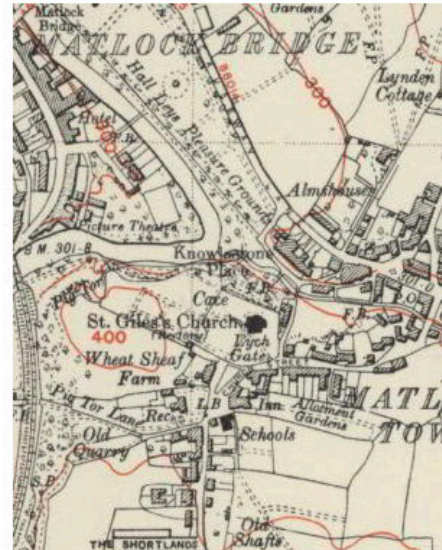 Matlock
Bridge
Gardens
MATLOCK BRIDGE
300
F.P.
Hall Leys Pleasure Grounds
Lynden
Cottage
Hotel
F.B.
300
Almshouses
Picture Theatre
B.M. 301·8
Knowlestone
Place
Pig Tor
Cave
F.B.
P.O.
F.B.
St. Giles's Church
(Rectory)
400
Lych
Gate
Wheat Sheaf
Farm
MATL
TOW
Pig Tor Lane
Rec
L.B.
Inn
Allotment
Gardens
Old
Quarry
Schools
S.P.
Old
Shafts
THE SHORTLANDS